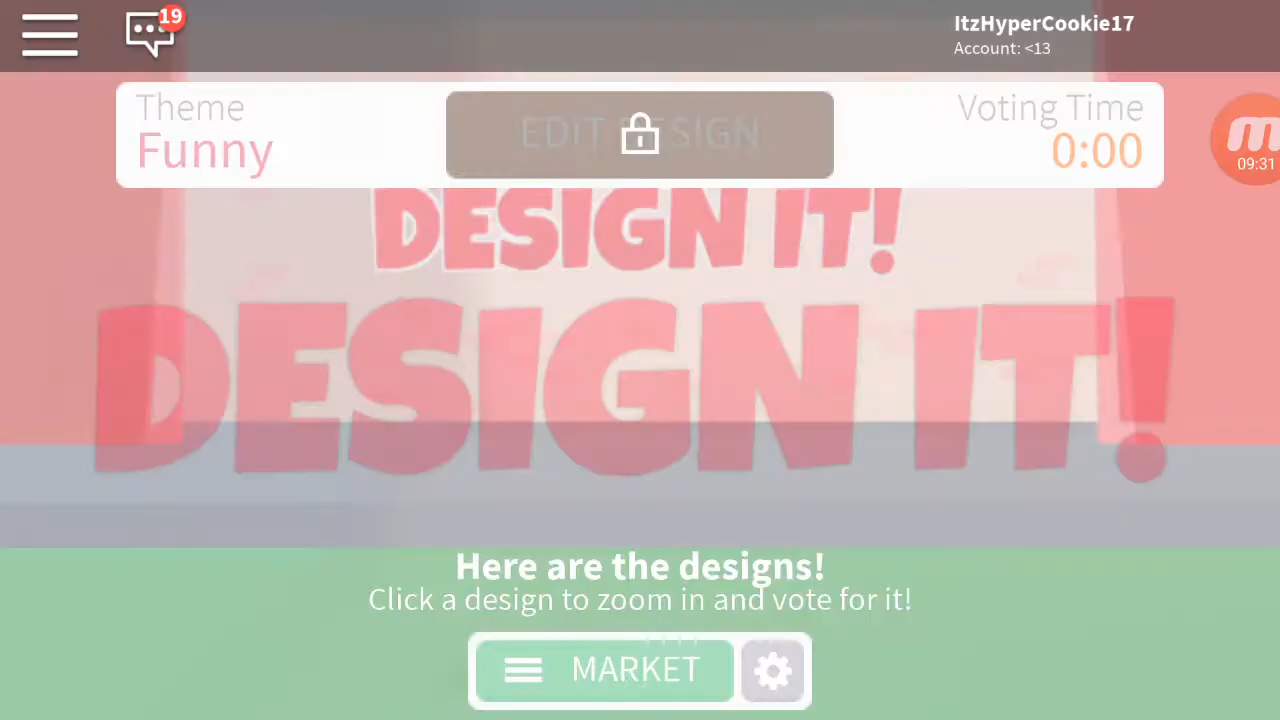 19
ItzHyperCookie17
Account: <13
Theme
Funny
EDIT DESIGN
Voting Time
0:00
09:31
DESIGN IT!
DESIGN IT!
Here are the designs!
Click a design to zoom in and vote for it!
MARKET